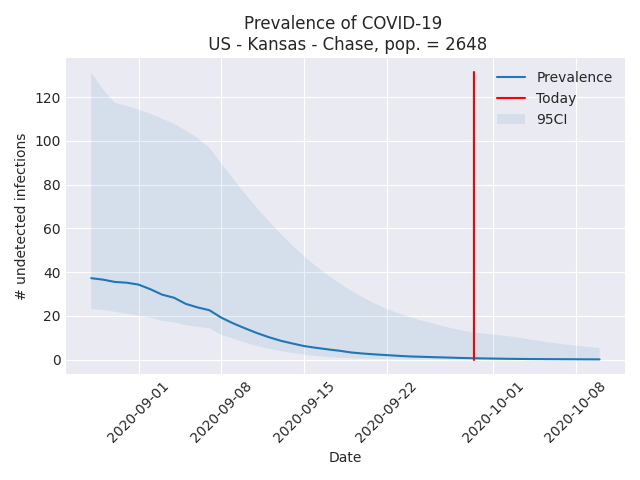 Prevalence of COVID-19
US - Kansas - Chase, pop. = 2648
Prevalence
Today
95CI
# undetected infections
120
100
80
60
40
20
0
2020-09-01
2020-09-08
2020-09-15
2020-09-22
2020-10-01
2020-10-08
Date